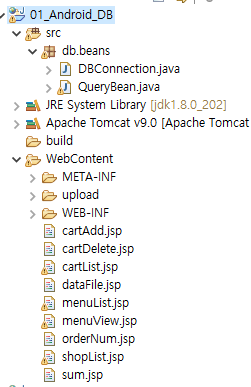 01_Android_DB
src
db.beans
DBConnection.java
QueryBean.java
JRE System Library [jdk1.8.0_202]
Apache Tomcat v9.0 [Apache Tomcat
build
WebContent
META-INF
upload
WEB-INF
cartAdd.jsp
cartDelete.jsp
cartList.jsp
dataFile.jsp
menuList.jsp
menuView.jsp
orderNum.jsp
shopList.jsp
sum.jsp